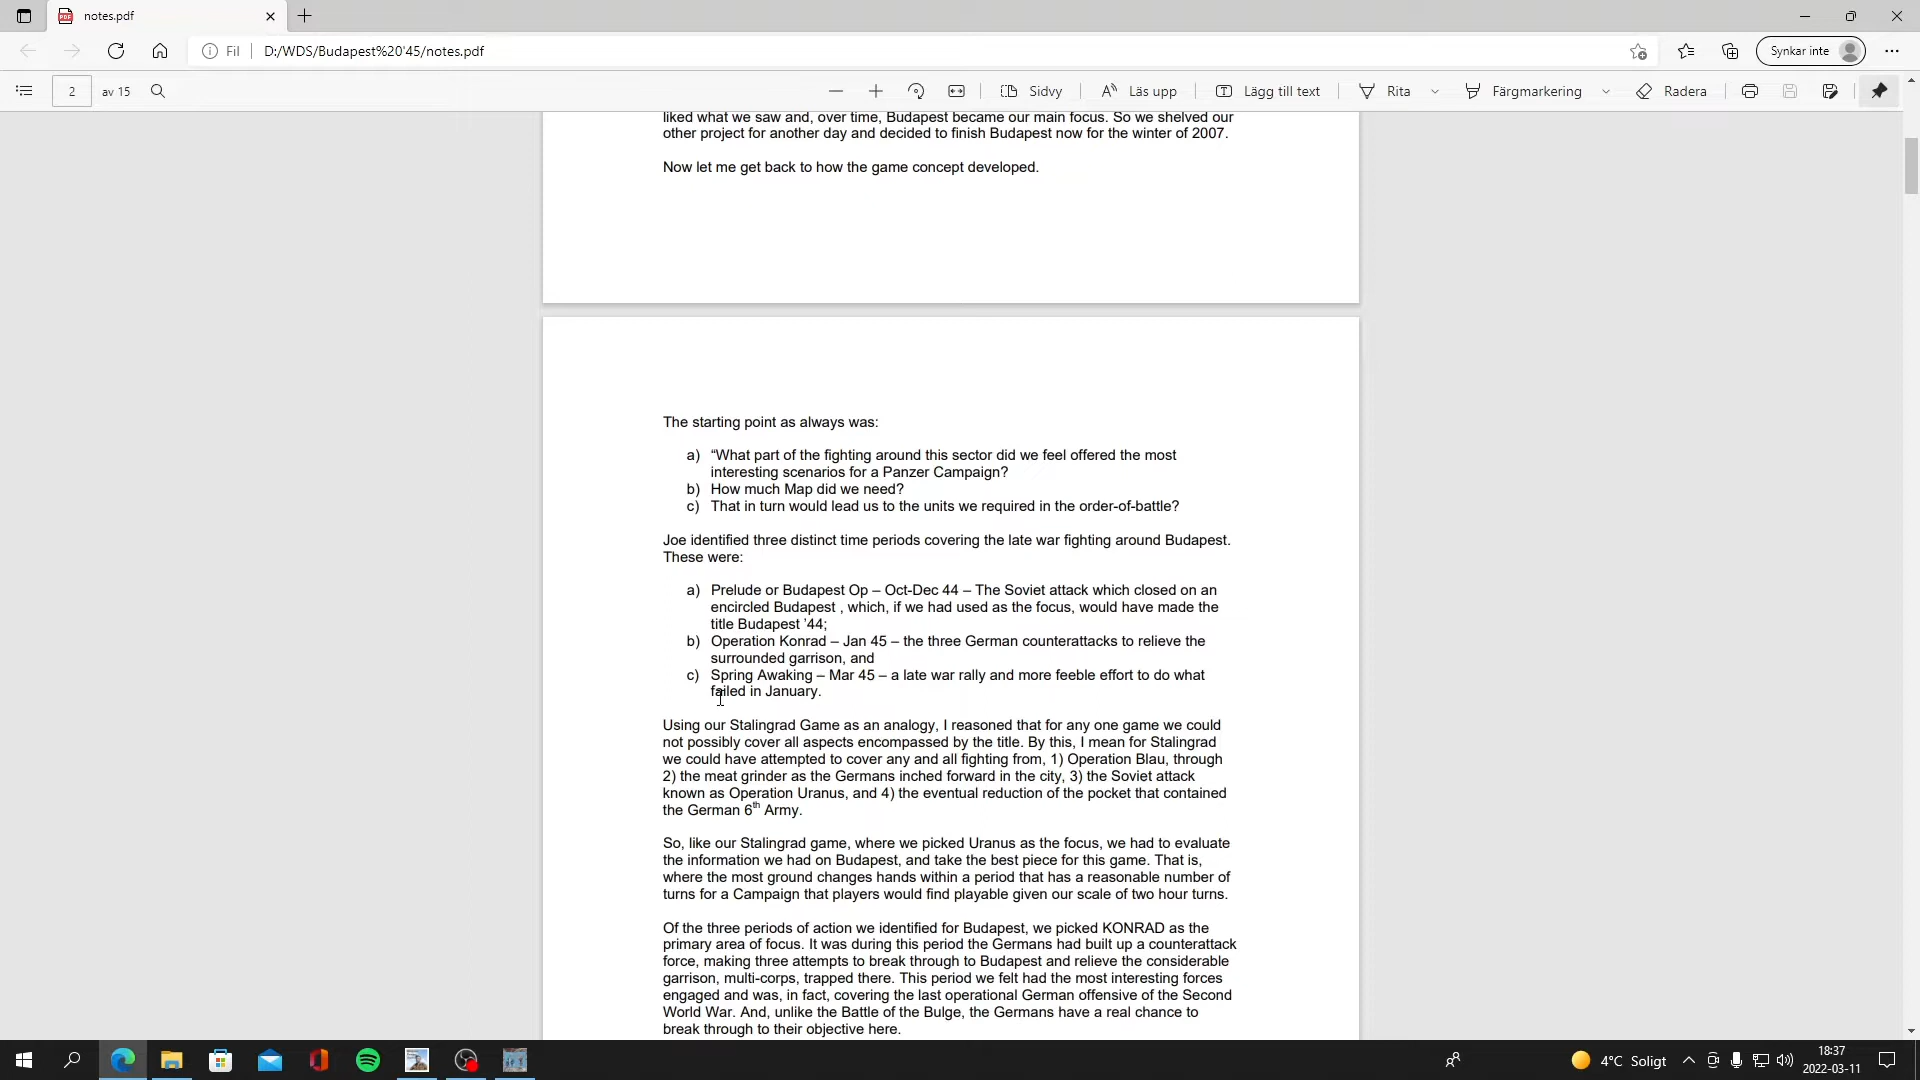 notes.pdf
Fil
D:/WDS/Budapest%20'45/notes.pdf
Synkar inte
2
av 15
Sidvy
Läs upp
Lägg till text
Rita
Färgmarkering
Radera
liked what we saw and, over time, Budapest became our main focus. So we shelved our
other project for another day and decided to finish Budapest now for the winter of 2007.
Now let me get back to how the game concept developed.
The starting point as always was:
a) “What part of the fighting around this sector did we feel offered the most
interesting scenarios for a Panzer Campaign?
b) How much Map did we need?
c) That in turn would lead us to the units we required in the order-of-battle?
Joe identified three distinct time periods covering the late war fighting around Budapest.
These were:
a) Prelude or Budapest Op – Oct-Dec 44 – The Soviet attack which closed on an
encircled Budapest , which, if we had used as the focus, would have made the
title Budapest ’44;
b) Operation Konrad – Jan 45 – the three German counterattacks to relieve the
surrounded garrison, and
c) Spring Awaking – Mar 45 – a late war rally and more feeble effort to do what
failed in January.
Using our Stalingrad Game as an analogy, I reasoned that for any one game we could
not possibly cover all aspects encompassed by the title. By this, I mean for Stalingrad
we could have attempted to cover any and all fighting from, 1) Operation Blau, through
2) the meat grinder as the Germans inched forward in the city, 3) the Soviet attack
known as Operation Uranus, and 4) the eventual reduction of the pocket that contained
the German 6th Army.
So, like our Stalingrad game, where we picked Uranus as the focus, we had to evaluate
the information we had on Budapest, and take the best piece for this game. That is,
where the most ground changes hands within a period that has a reasonable number of
turns for a Campaign that players would find playable given our scale of two hour turns.
Of the three periods of action we identified for Budapest, we picked KONRAD as the
primary area of focus. It was during this period the Germans had built up a counterattack
force, making three attempts to break through to Budapest and relieve the considerable
garrison, multi-corps, trapped there. This period we felt had the most interesting forces
engaged and was, in fact, covering the last operational German offensive of the Second
World War. And, unlike the Battle of the Bulge, the Germans have a real chance to
break through to their objective here.
4°C Soligt
18:37
2022-03-11